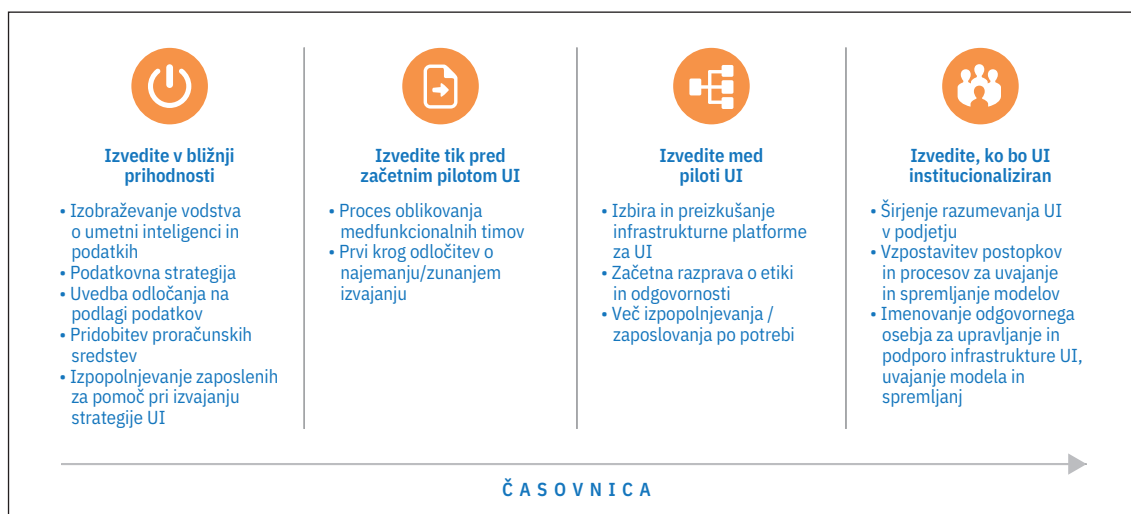 Izvedite v bližnji
prihodnosti
• Izobraževanje vodstva
o umetni inteligenci in
podatkih
• Podatkovna strategija
• Uvedba odločanja na
podlagi podatkov
• Pridobitev proračunskih
sredstev
• Izpopolnjevanje zaposlenih
za pomoč pri izvajanju
strategije UI
Izvedite tik pred
začetnim pilotom UI
• Proces oblikovanja
medfunkcionalnih timov
• Prvi krog odločitev o
najemanju/zunanjem
izvajanju
Izvedite med
piloti UI
• Izbira in preizkušanje
infrastrukturne platforme
za UI
• Začetna razprava o etiki
in odgovornosti
• Več izpopolnjevanja /
zaposlovanja po potrebi
Izvedite, ko bo UI
institucionaliziran
• Širjenje razumevanja UI
v podjetju
• Vzpostavitev postopkov
in procesov za uvajanje
in spremljanje modelov
• Imenovanje odgovornega
osebja za upravljanje in
podporo infrastrukture UI,
uvajanje modela in
spremljanj
ČASOVNICA